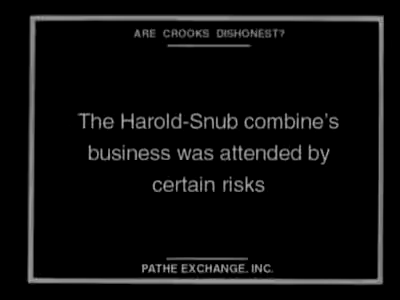 ARE CROOKS DISHONEST?
The Harold-Snub combine's
business was attended by
certain risks
PATHE EXCHANGE. INC.